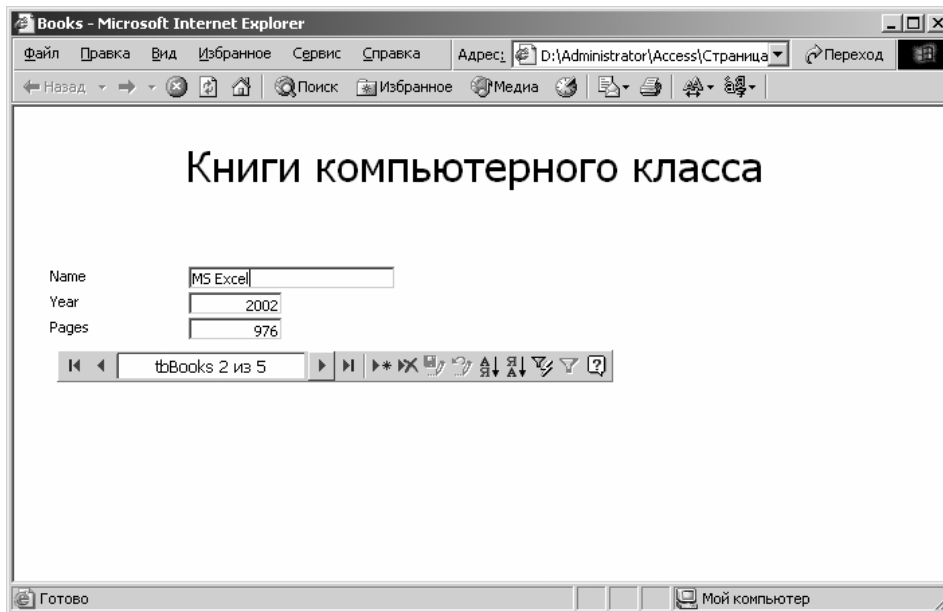 Books - Microsoft Internet Explorer
Файл Правка Вид Избранное Сервис Справка Адрес: D:\Administrator\Access\Страница Переход
Назад Поиск Избранное Медиа
Книги компьютерного класса
Name MS Excel
Year 2002
Pages 976
tbBooks 2 из 5
Готово Мой компьютер